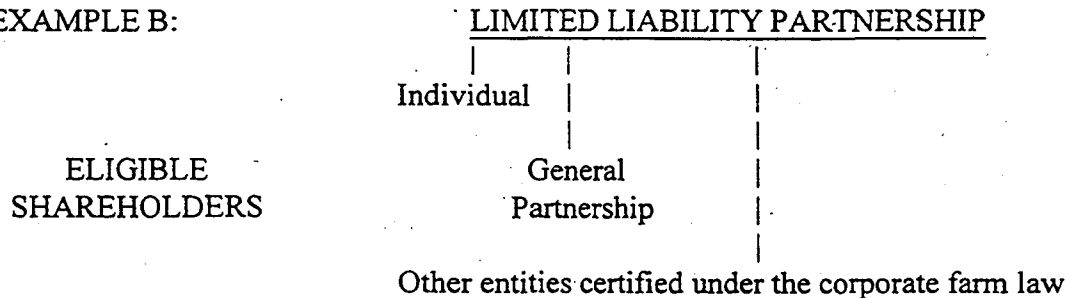 EXAMPLE B:
LIMITED LIABILITY PARTNERSHIP
Individual
ELIGIBLE
SHAREHOLDERS
General
Partnership
Other entities certified under the corporate farm law